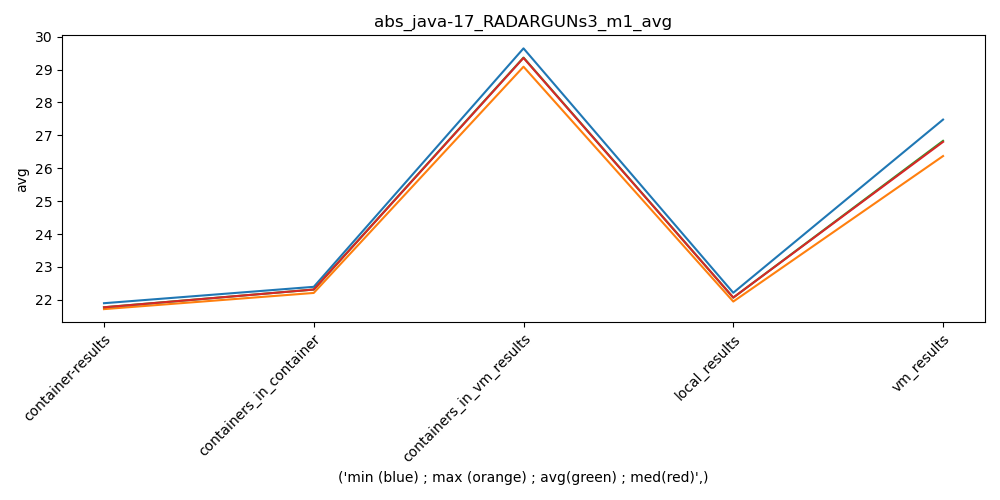 abs_java-17_RADARGUNs3_m1_avg
30
29
28
27
26
25
24
23
22
avg
container-results
containers_in_container
containers_in_vm_results
local_results
vm_results
('min (blue) ; max (orange) ; avg(green) ; med(red)',)